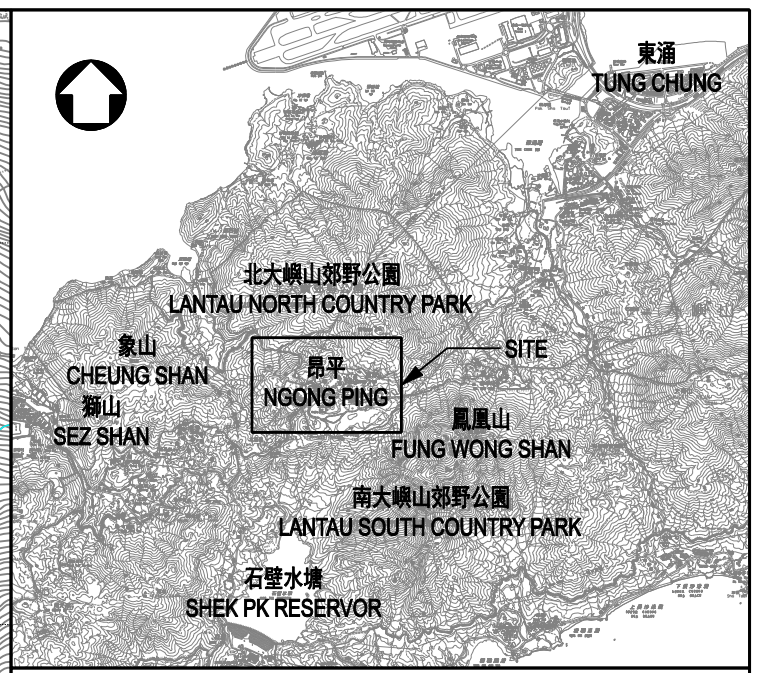 東涌
TUNG CHUNG
北大嶼山郊野公園
LANTAU NORTH COUNTRY PARK
象山
CHEUNG SHAN
昂平
NGONG PING
SITE
獅山
SEZ SHAN
鳳凰山
FUNG WONG SHAN
南大嶼山郊野公園
LANTAU SOUTH COUNTRY PARK
石壁水塘
SHEK PK RESERVOR